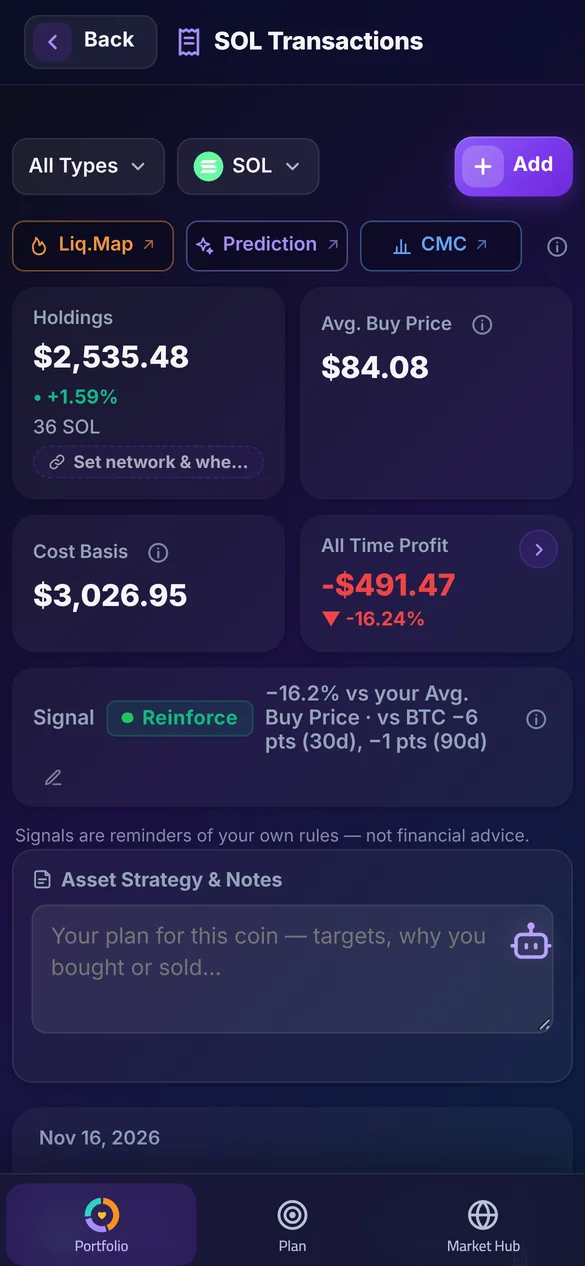 Back
SOL Transactions
All Types
SOL
Add
Liq.Map ↗
Prediction ↗
CMC ↗
Holdings
$2,535.48
• +1.59%
36 SOL
Set network & whe...
Avg. Buy Price
$84.08
Cost Basis
$3,026.95
All Time Profit
-$491.47
▼ -16.24%
Signal
Reinforce
−16.2% vs your Avg.
Buy Price · vs BTC −6
pts (30d), −1 pts (90d)
Signals are reminders of your own rules — not financial advice.
Asset Strategy & Notes
Your plan for this coin — targets, why you
bought or sold...
Nov 16, 2026
Portfolio
Plan
Market Hub